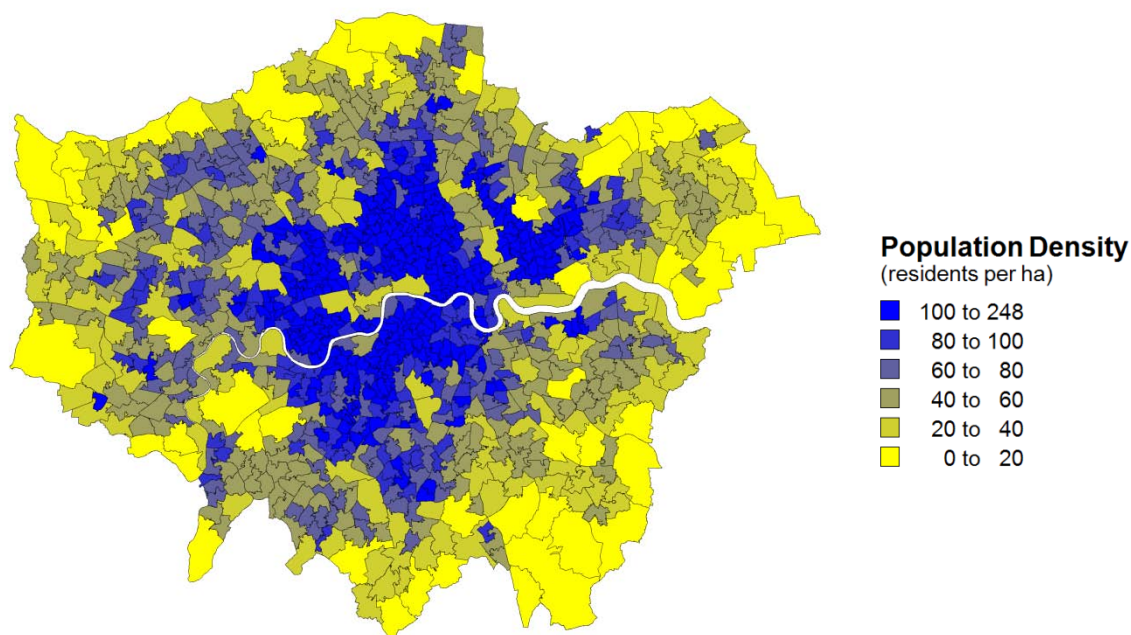 Population Density
(residents per ha)
100 to 248
80 to 100
60 to 80
40 to 60
20 to 40
0 to 20